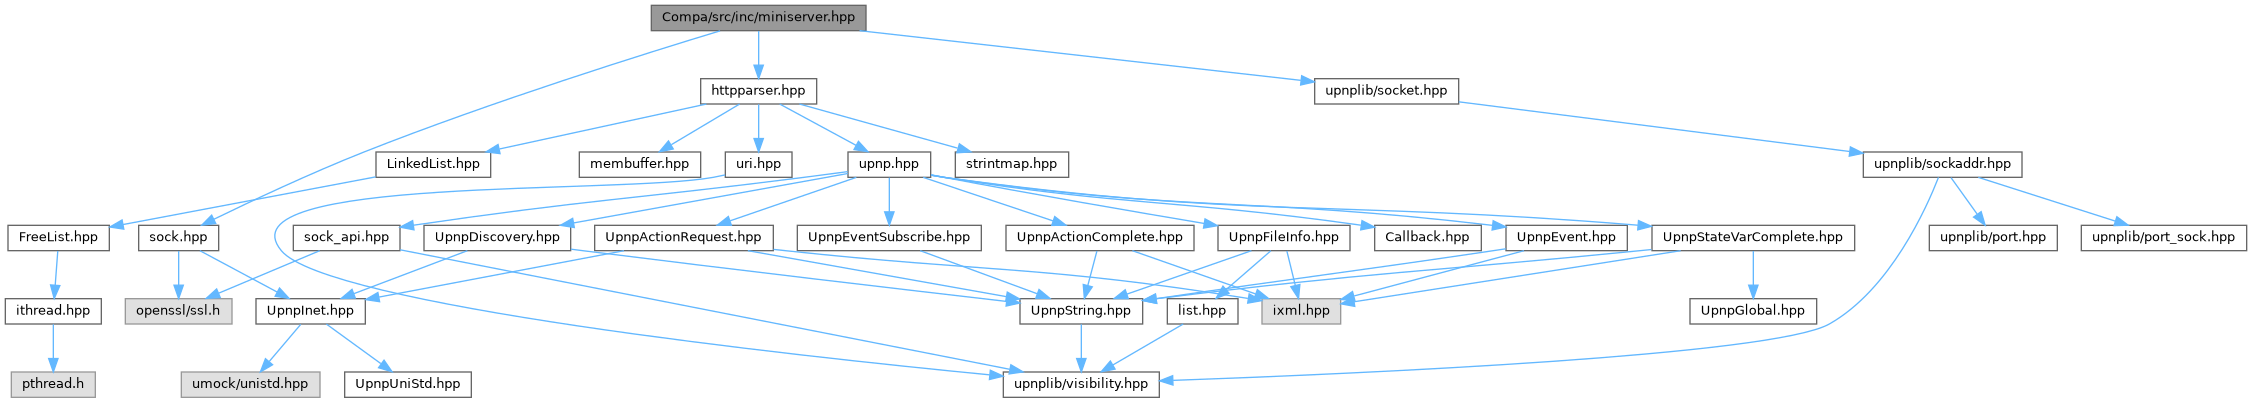 Compa/src/inc/miniserver.hpp
httpparser.hpp
upnplib/socket.hpp
LinkedList.hpp
membuffer.hpp
uri.hpp
upnp.hpp
strintmap.hpp
upnplib/sockaddr.hpp
FreeList.hpp
sock.hpp
sock_api.hpp
UpnpDiscovery.hpp
UpnpActionRequest.hpp
UpnpEventSubscribe.hpp
UpnpActionComplete.hpp
UpnpFileInfo.hpp
Callback.hpp
UpnpEvent.hpp
UpnpStateVarComplete.hpp
upnplib/port.hpp
upnplib/port_sock.hpp
ithread.hpp
openssl/ssl.h
UpnpInet.hpp
UpnpString.hpp
list.hpp
ixml.hpp
UpnpGlobal.hpp
pthread.h
umock/unistd.hpp
UpnpUniStd.hpp
upnplib/visibility.hpp